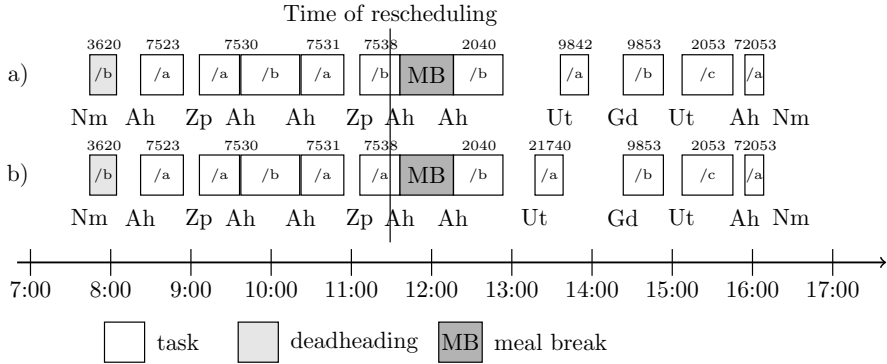 Time of rescheduling
3620 7523 7530 7531 7538 2040 9842 9853 2053 72053
a) /b /a /a /b /a /b MB /b /a /b /c /a
Nm Ah Zp Ah Ah Zp Ah Ah Ut Gd Ut Ah Nm
3620 7523 7530 7531 7538 2040 21740 9853 2053 72053
b) /b /a /a /b /a /a MB /b /a /b /c /a
Nm Ah Zp Ah Ah Zp Ah Ah Ut Gd Ut Ah Nm
7:00 8:00 9:00 10:00 11:00 12:00 13:00 14:00 15:00 16:00 17:00
task deadheading MB meal break